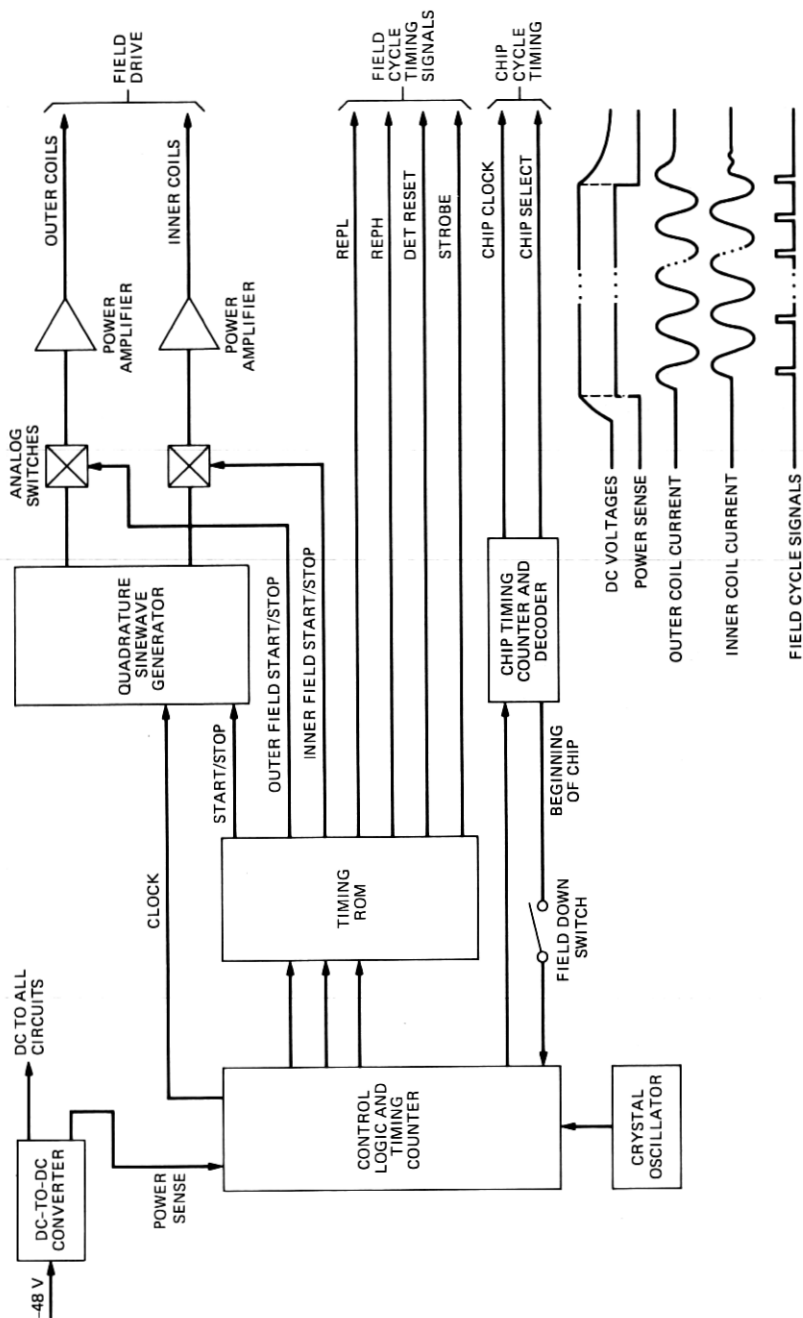 -48 V
DC-TO-DC
CONVERTER
DC TO ALL
CIRCUITS
POWER
SENSE
CLOCK
CONTROL
LOGIC AND
TIMING
COUNTER
CRYSTAL
OSCILLATOR
TIMING
ROM
START/STOP
OUTER FIELD START/STOP
INNER FIELD START/STOP
QUADRATURE
SINEWAVE
GENERATOR
ANALOG
SWITCHES
POWER
AMPLIFIER
POWER
AMPLIFIER
OUTER COILS
INNER COILS
FIELD
DRIVE
REPL
REPH
DET RESET
STROBE
FIELD
CYCLE
TIMING
SIGNALS
FIELD DOWN
SWITCH
BEGINNING
OF CHIP
CHIP TIMING
COUNTER AND
DECODER
CHIP CLOCK
CHIP SELECT
CHIP
CYCLE
TIMING
DC VOLTAGES
POWER SENSE
OUTER COIL CURRENT
INNER COIL CURRENT
FIELD CYCLE SIGNALS